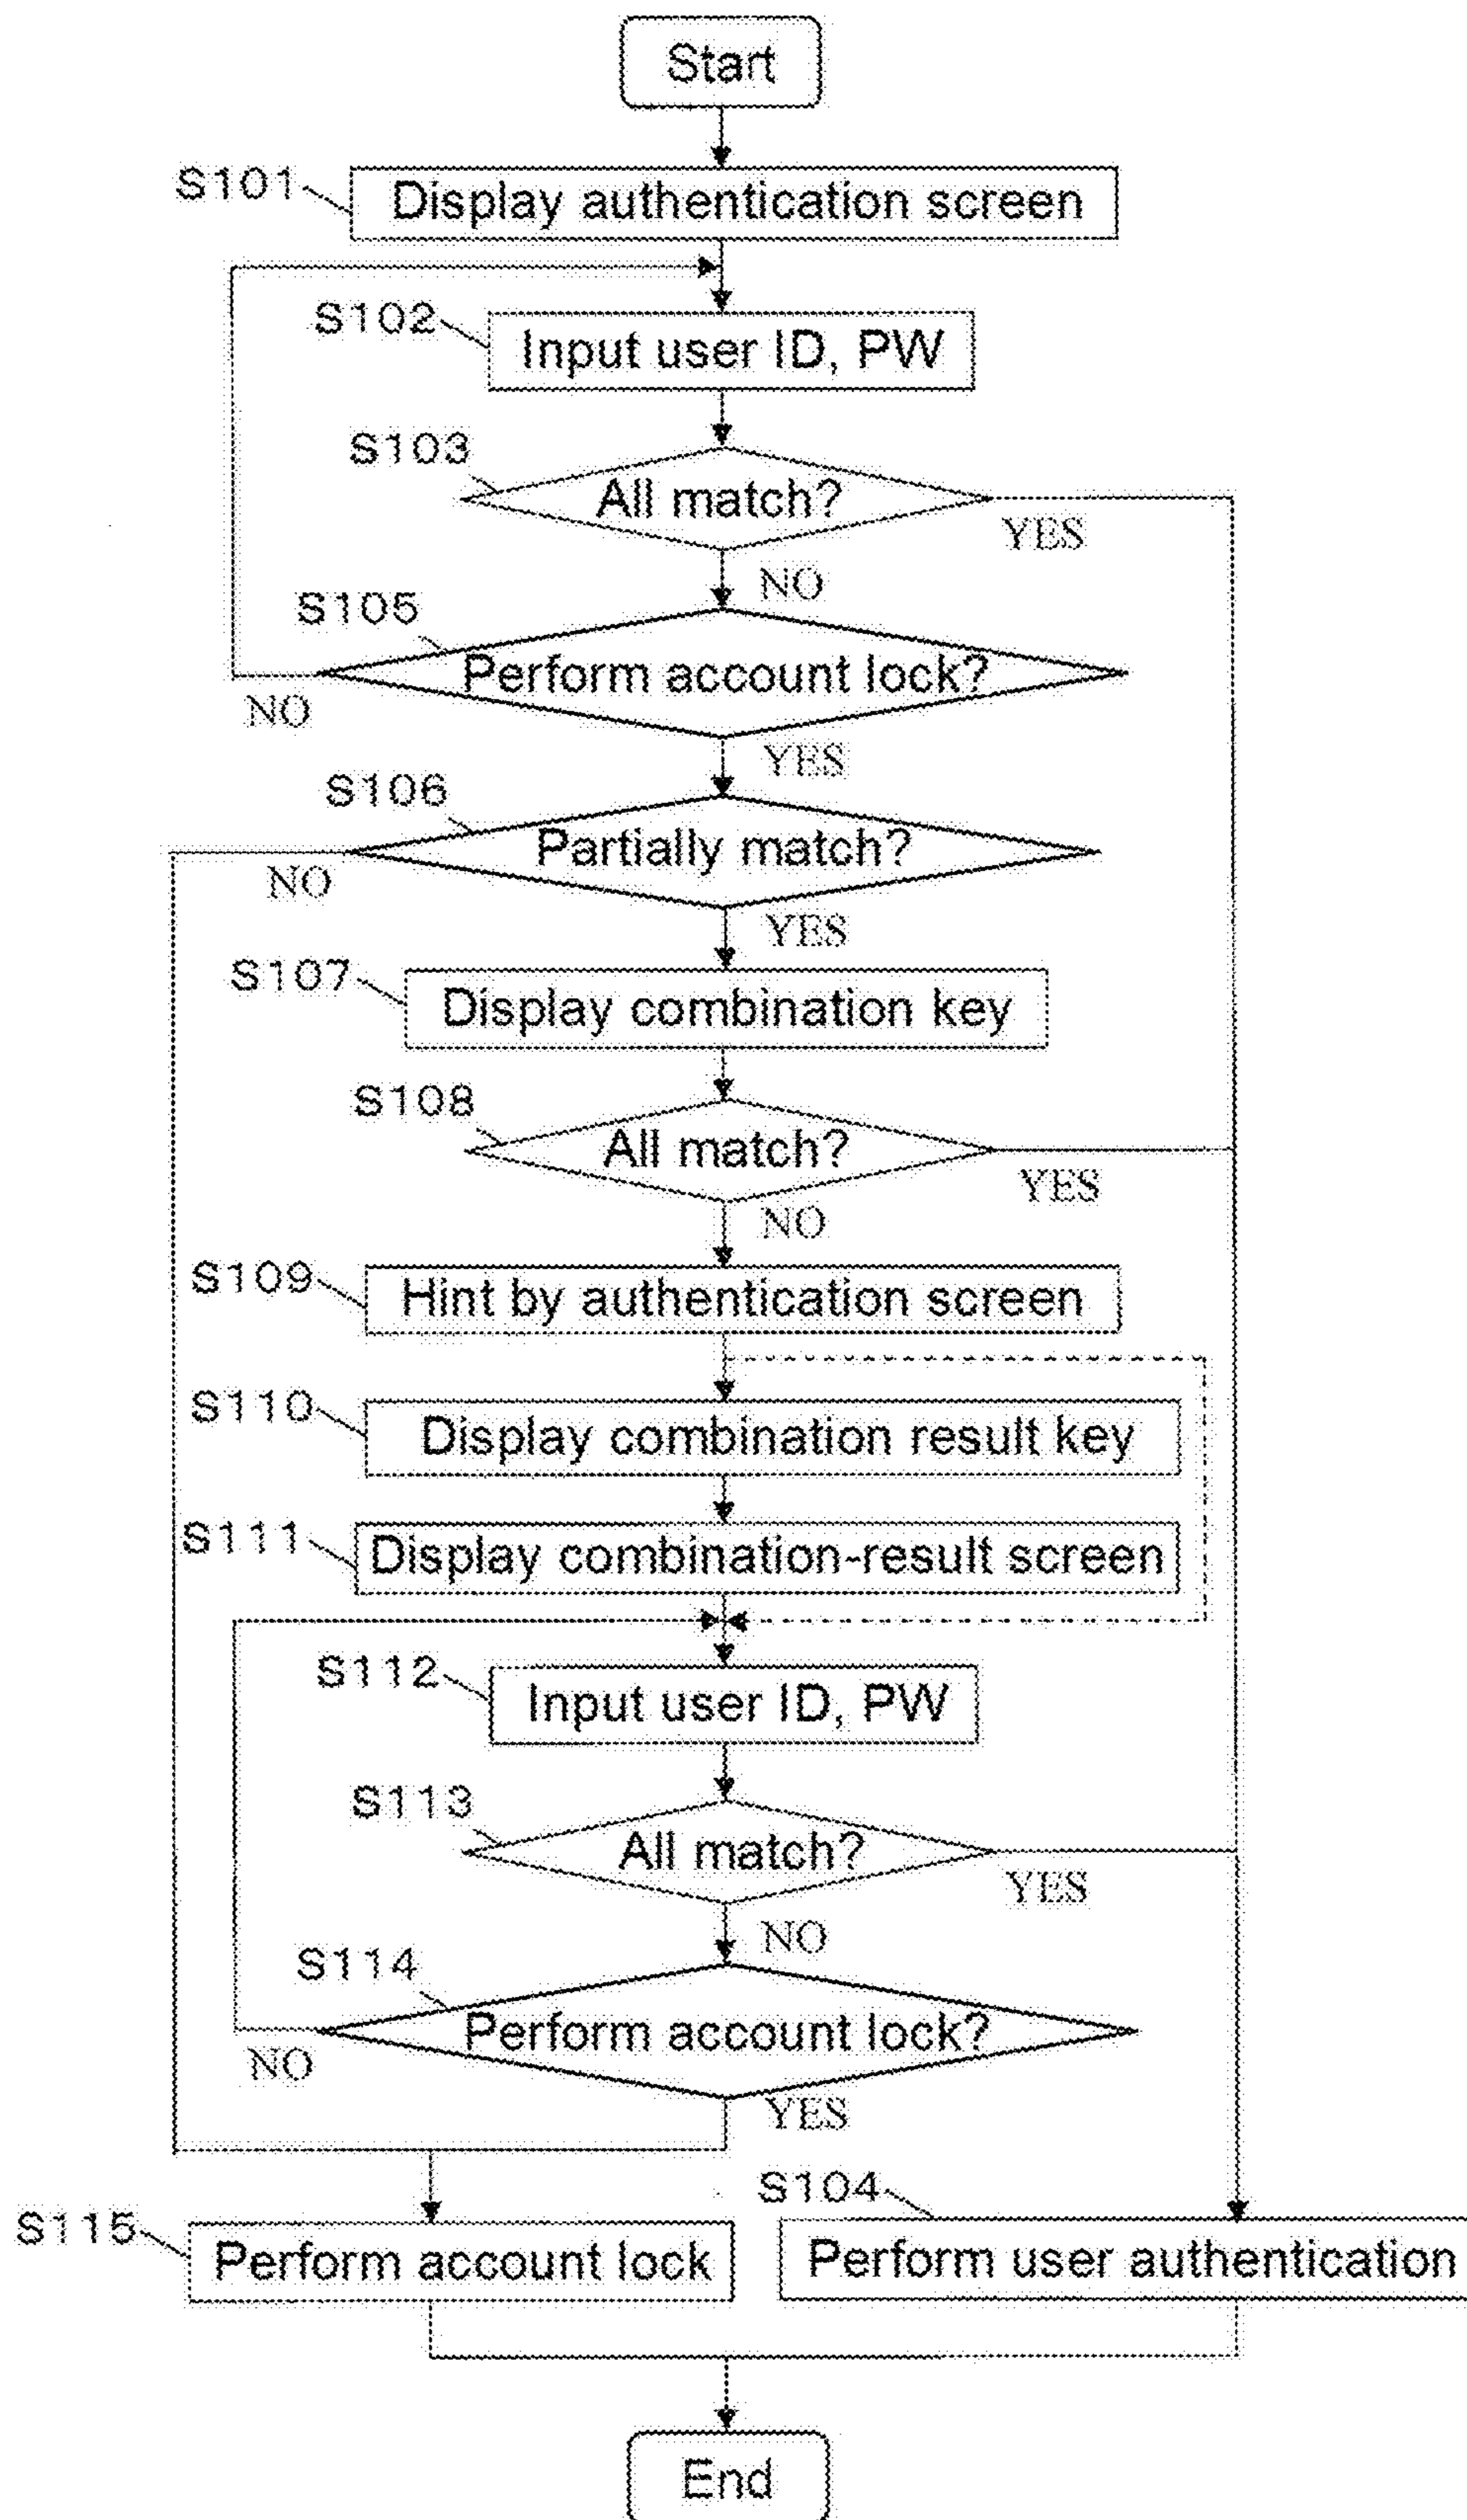 Start
S101
Display authentication screen
S102
Input user ID, PW
S103
All match?
YES
NO
S105
Perform account lock?
NO
YES
S106
Partially match?
NO
YES
S107
Display combination key
S108
All match?
YES
NO
S109
Hint by authentication screen
S110
Display combination result key
S111
Display combination-result screen
S112
Input user ID, PW
S113
All match?
YES
NO
S114
Perform account lock?
NO
YES
S115
Perform account lock
S104
Perform user authentication
End